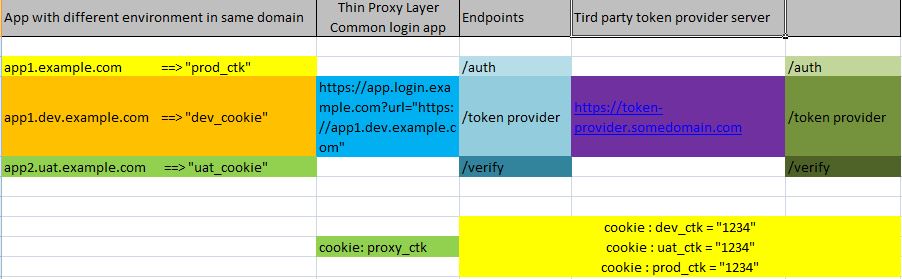 App with different environment in same domain
Thin Proxy Layer
Common login app
Endpoints
Tird party token provider server
app1.example.com ==> "prod_ctk"
/auth
/auth
app1.dev.example.com ==> "dev_cookie"
https://app.login.exa
mple.com?url="https:
//app1.dev.example.c
om"
/token provider
https://token-
provider.somedomain.com
/token provider
app2.uat.example.com ==> "uat_cookie"
/verify
/verify
cookie: proxy_ctk
cookie : dev_ctk = "1234"
cookie : uat_ctk = "1234"
cookie : prod_ctk = "1234"